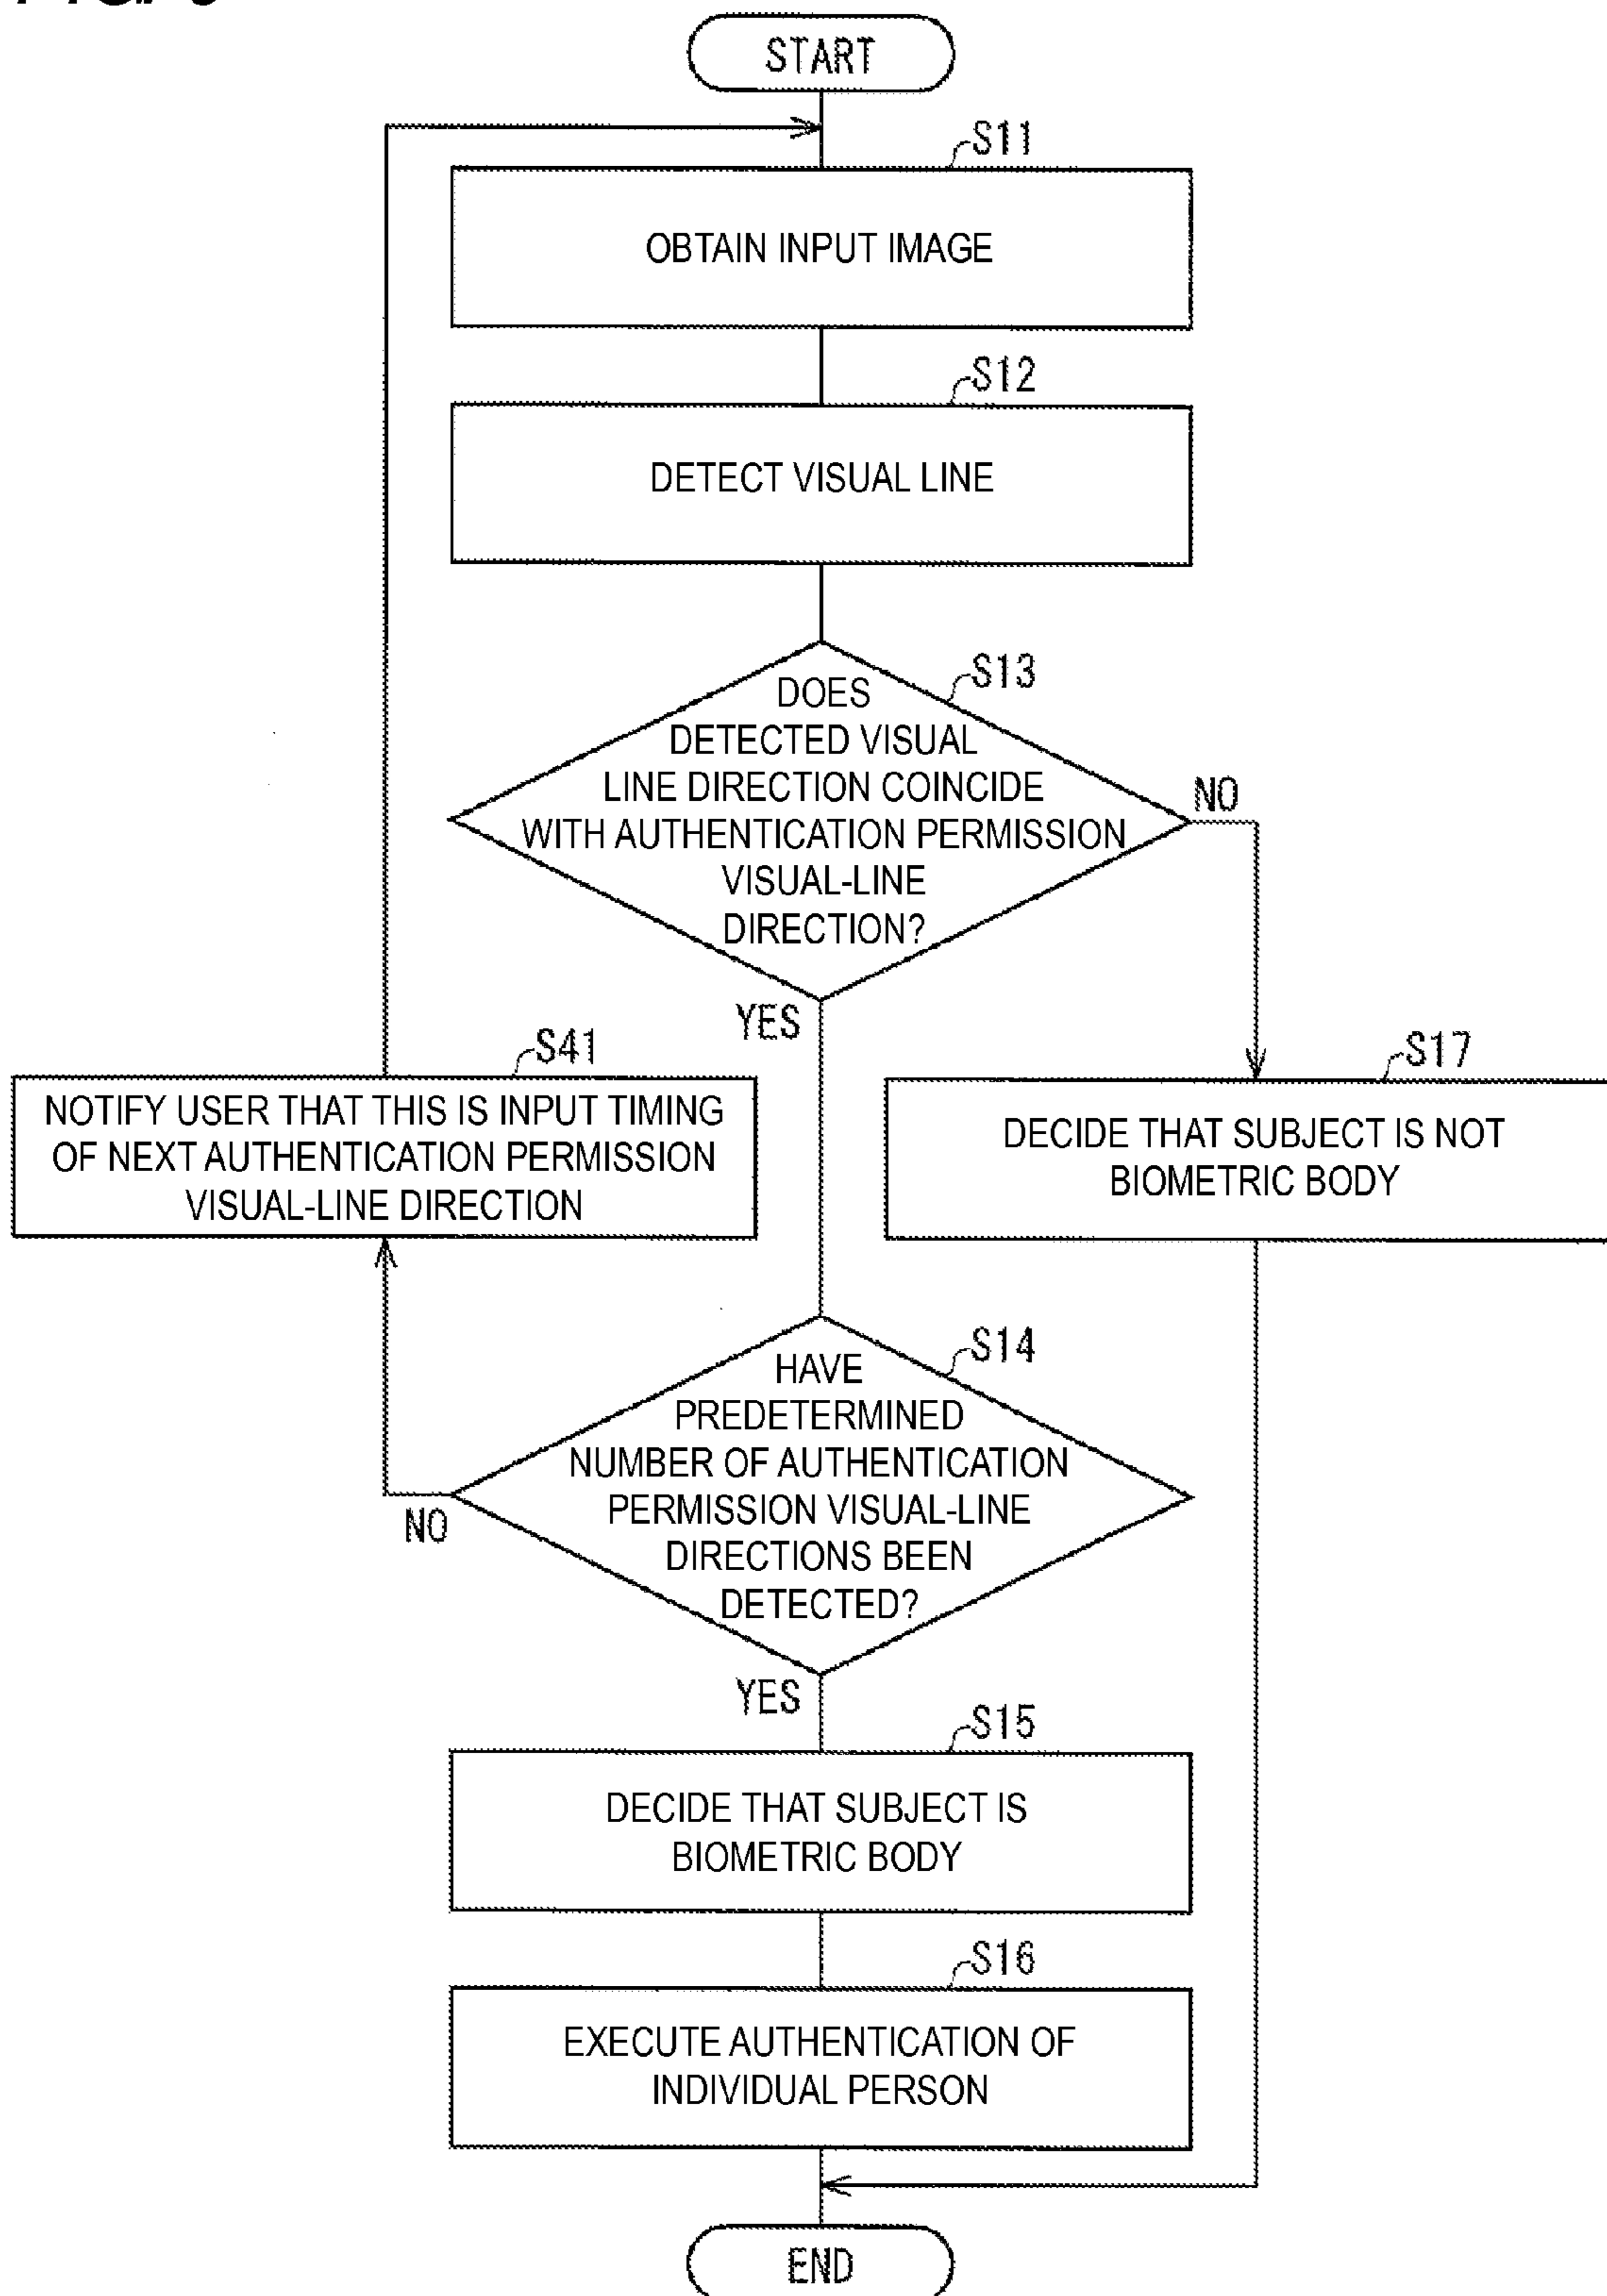 START
S11
OBTAIN INPUT IMAGE
S12
DETECT VISUAL LINE
S13
DOES
DETECTED VISUAL
LINE DIRECTION COINCIDE
WITH AUTHENTICATION PERMISSION
VISUAL-LINE
DIRECTION?
NO
YES
S41
NOTIFY USER THAT THIS IS INPUT TIMING
OF NEXT AUTHENTICATION PERMISSION
VISUAL-LINE DIRECTION
S17
DECIDE THAT SUBJECT IS NOT
BIOMETRIC BODY
S14
HAVE
PREDETERMINED
NUMBER OF AUTHENTICATION
PERMISSION VISUAL-LINE
DIRECTIONS BEEN
DETECTED?
NO
YES
S15
DECIDE THAT SUBJECT IS
BIOMETRIC BODY
S16
EXECUTE AUTHENTICATION OF
INDIVIDUAL PERSON
END